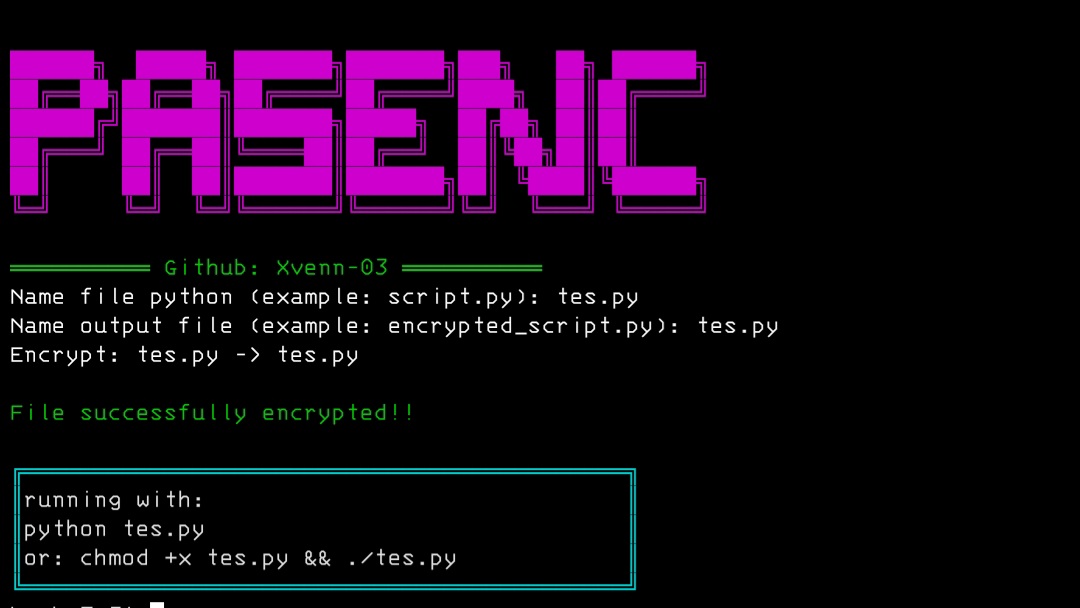 PASENC
═══════════ Github: Xvenn-03 ═══════════
Name file python (example: script.py): tes.py
Name output file (example: encrypted_script.py): tes.py
Encrypt: tes.py -> tes.py
File successfully encrypted!!
running with:
python tes.py
or: chmod +x tes.py && ./tes.py